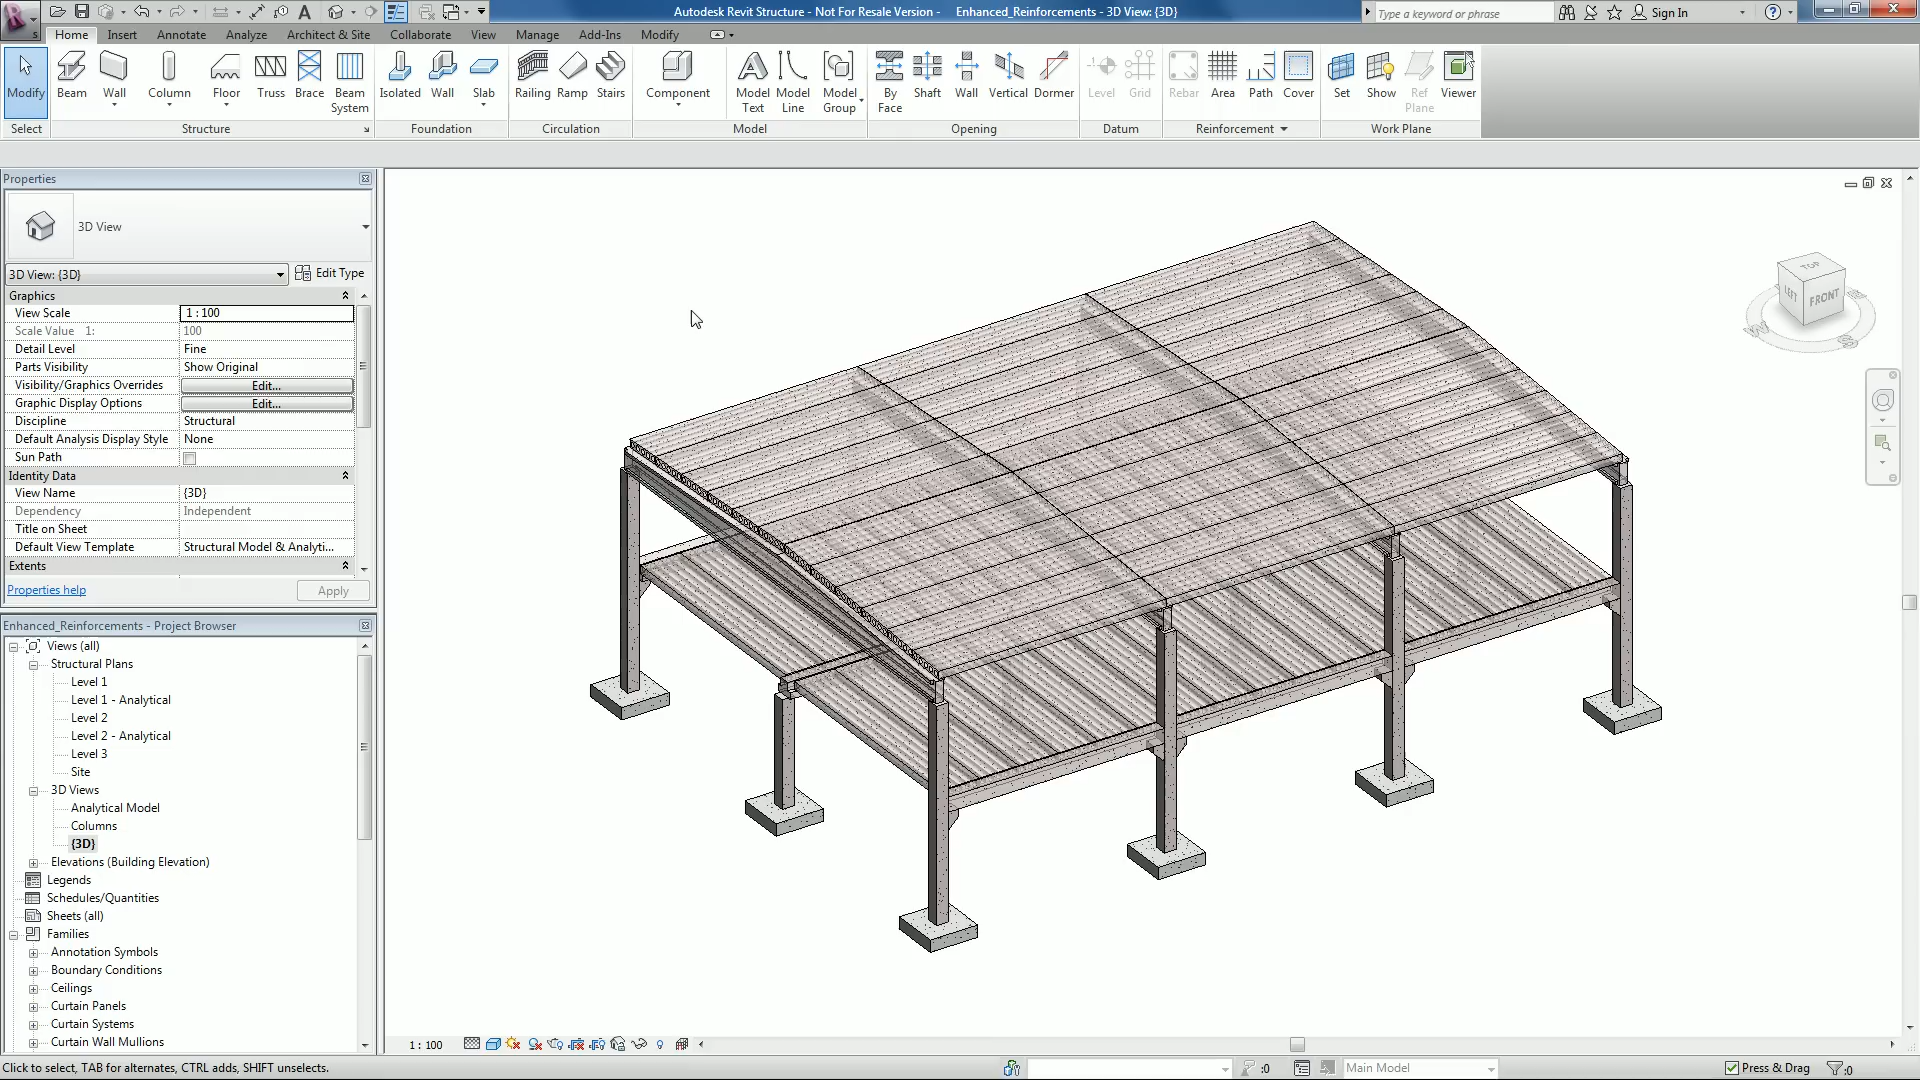 Autodesk Revit Structure - Not For Resale Version - Enhanced_Reinforcements - 3D View: {3D}
Type a keyword or phrase
Sign In
Home Insert Annotate Analyze Architect & Site Collaborate View Manage Add-Ins Modify
Modify Beam Wall Column Floor Truss Brace Beam System Isolated Wall Slab Railing Ramp Stairs Component Model Text Model Line Model Group By Face Shaft Wall Vertical Dormer Level Grid Rebar Area Path Cover Set Show Ref Plane Viewer
Select Structure Foundation Circulation Model Opening Datum Reinforcement Work Plane
Properties
3D View
3D View: {3D} Edit Type
Graphics
View Scale 1 : 100
Scale Value 1: 100
Detail Level Fine
Parts Visibility Show Original
Visibility/Graphics Overrides Edit...
Graphic Display Options Edit...
Discipline Structural
Default Analysis Display Style None
Sun Path
Identity Data
View Name {3D}
Dependency Independent
Title on Sheet
Default View Template Structural Model & Analyti...
Extents
Properties help Apply
Enhanced_Reinforcements - Project Browser
Views (all)
Structural Plans
Level 1
Level 1 - Analytical
Level 2
Level 2 - Analytical
Level 3
Site
3D Views
Analytical Model
Columns
{3D}
Elevations (Building Elevation)
Legends
Schedules/Quantities
Sheets (all)
Families
Annotation Symbols
Boundary Conditions
Ceilings
Curtain Panels
Curtain Systems
Curtain Wall Mullions
TOP
LEFT FRONT
W S
1 : 100
Click to select, TAB for alternates, CTRL adds, SHIFT unselects.
:0 Main Model Press & Drag :0